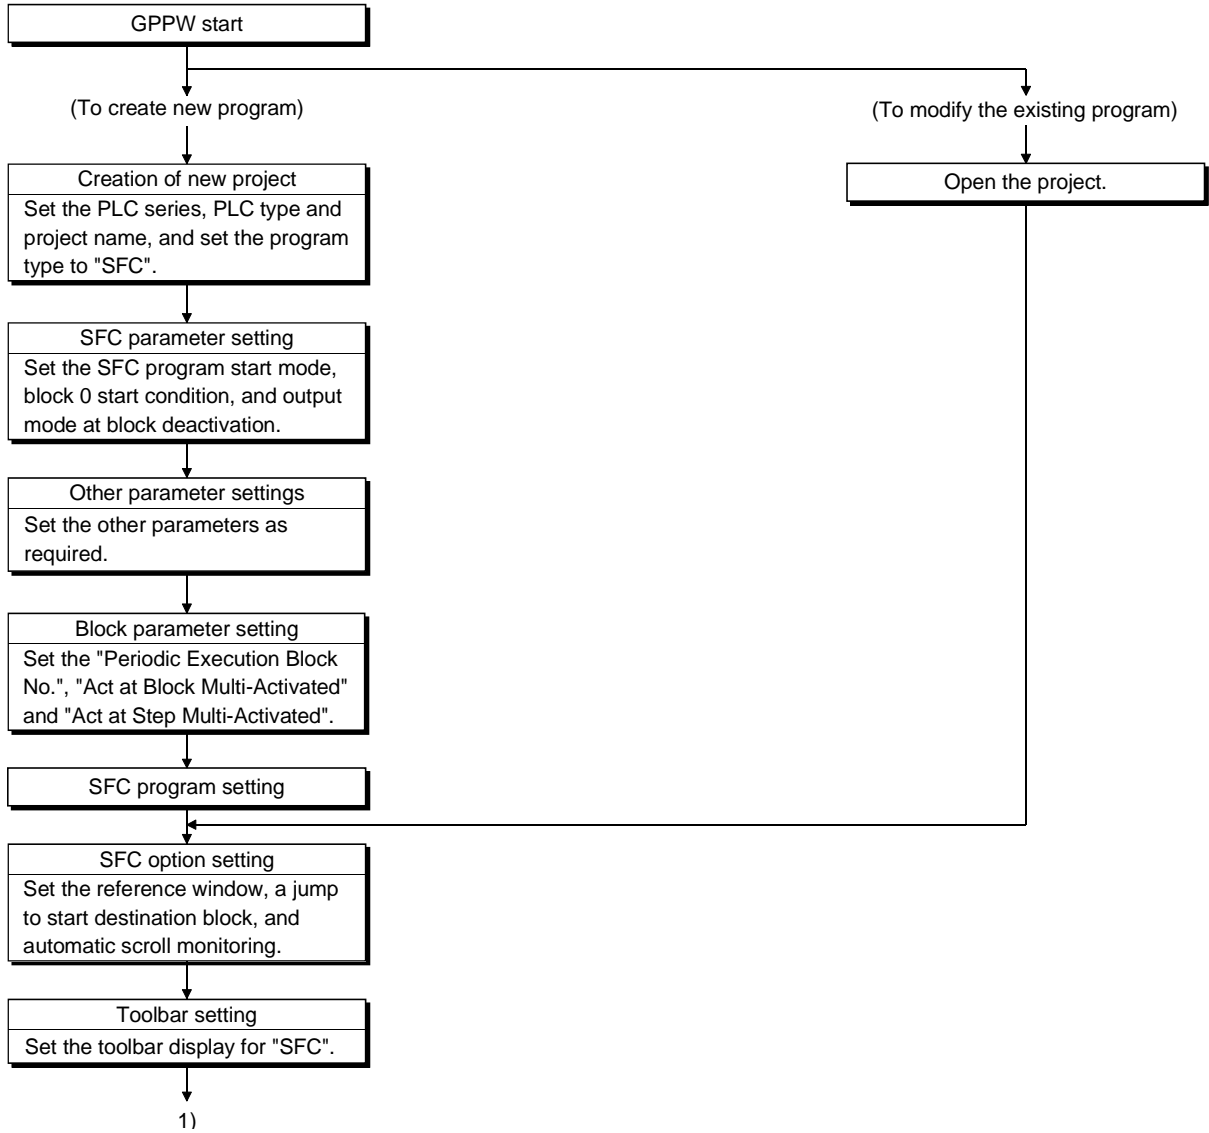 GPPW start
(To create new program)
(To modify the existing program)
Creation of new project
Set the PLC series, PLC type and
project name, and set the program
type to "SFC".
Open the project.
SFC parameter setting
Set the SFC program start mode,
block 0 start condition, and output
mode at block deactivation.
Other parameter settings
Set the other parameters as
required.
Block parameter setting
Set the "Periodic Execution Block
No.", "Act at Block Multi-Activated"
and "Act at Step Multi-Activated".
SFC program setting
SFC option setting
Set the reference window, a jump
to start destination block, and
automatic scroll monitoring.
Toolbar setting
Set the toolbar display for "SFC".
1)